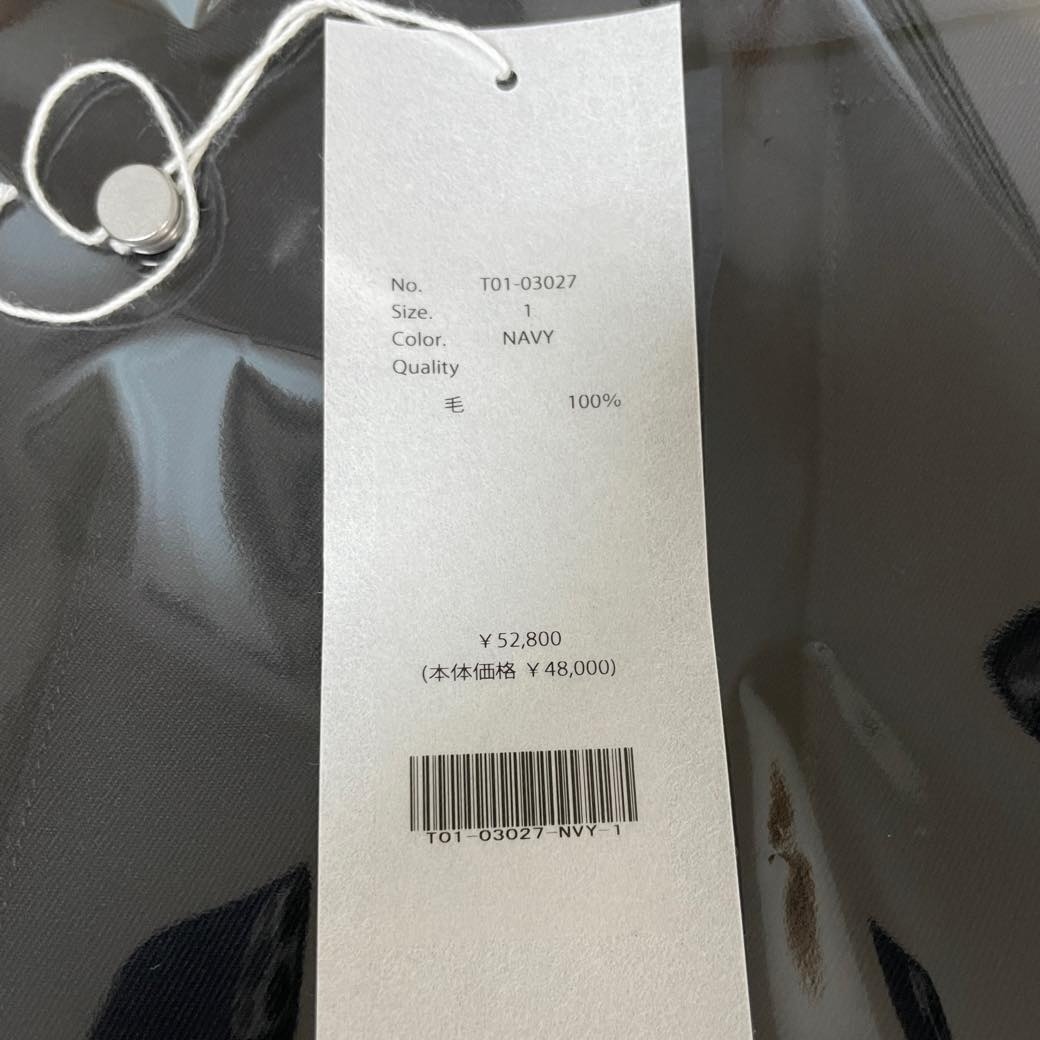 No. T01-03027
Size. 1
Color. NAVY
Quality
毛 100%
¥52,800
(本体価格 ¥48,000)
T01-03027-NVY-1